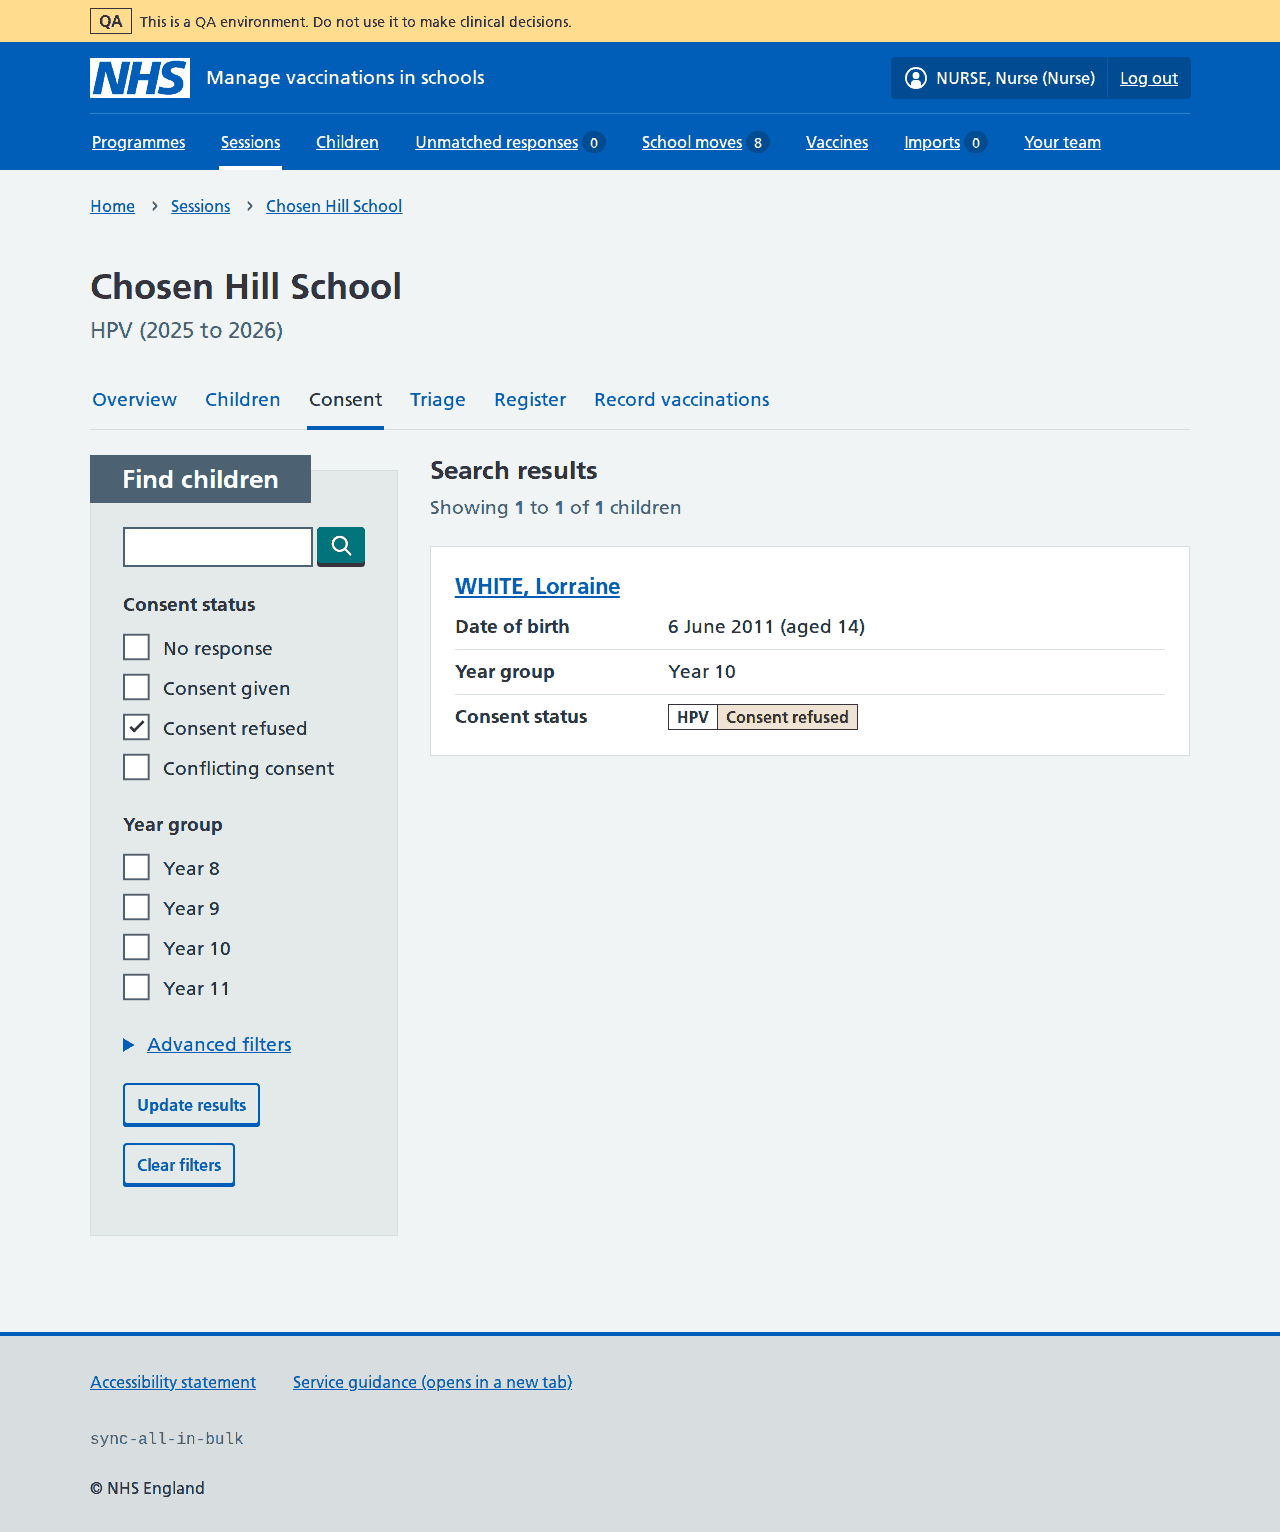 QA This is a QA environment. Do not use it to make clinical decisions.
NHS Manage vaccinations in schools NURSE, Nurse (Nurse) Log out
Programmes Sessions Children Unmatched responses 0 School moves 8 Vaccines Imports 0 Your team
Home › Sessions › Chosen Hill School
Chosen Hill School
HPV (2025 to 2026)
Overview Children Consent Triage Register Record vaccinations
Find children
Consent status
No response
Consent given
Consent refused
Conflicting consent
Year group
Year 8
Year 9
Year 10
Year 11
Advanced filters
Update results
Clear filters
Search results
Showing 1 to 1 of 1 children
WHITE, Lorraine
Date of birth 6 June 2011 (aged 14)
Year group Year 10
Consent status HPV Consent refused
Accessibility statement Service guidance (opens in a new tab)
sync-all-in-bulk
© NHS England